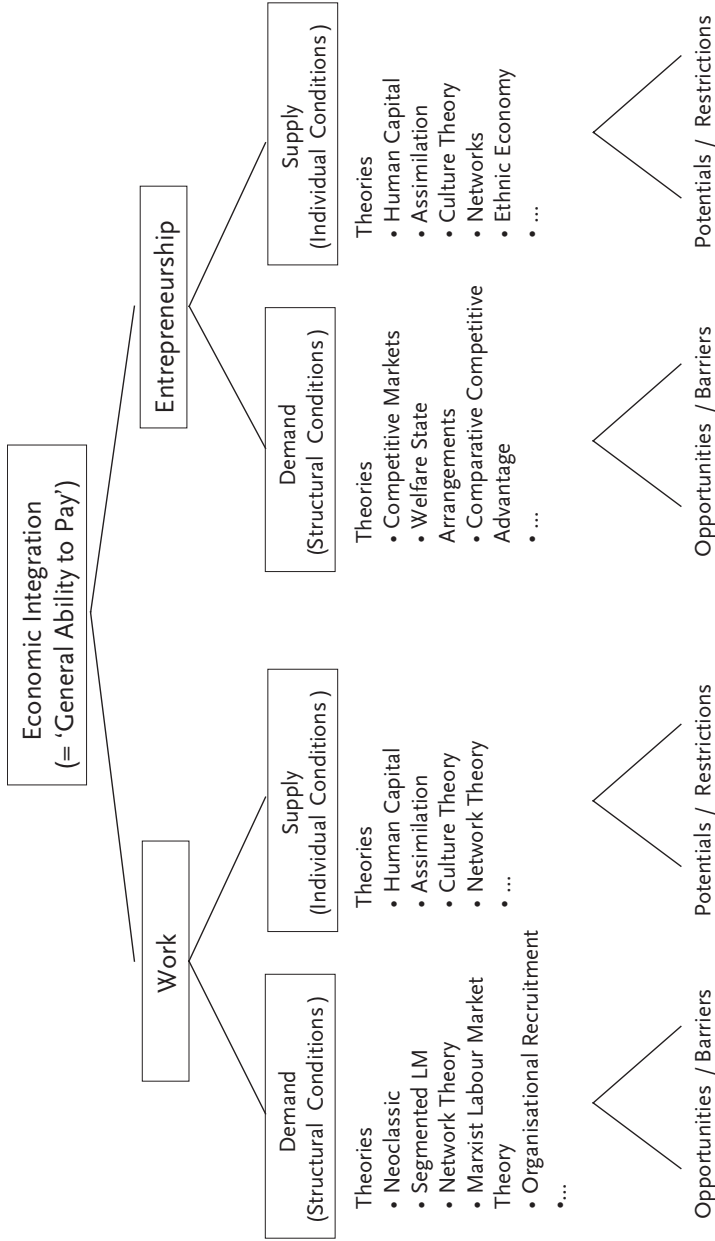 Economic Integration
(= ‘General Ability to Pay’)
Work
Entrepreneurship
Demand
(Structural Conditions )
Supply
(Individual Conditions )
Demand
(Structural Conditions )
Supply
(Individual Conditions )
Theories
• Neoclassic
• Segmented LM
• Network Theory
• Marxist Labour Market
Theory
• Organisational Recruitment
•...
Theories
• Human Capital
• Assimilation
• Culture Theory
• Network Theory
• ...
Theories
• Competitive Markets
• Welfare State
Arrangements
• Comparative Competitive
Advantage
• ...
Theories
• Human Capital
• Assimilation
• Culture Theory
• Networks
• Ethnic Economy
• ...
Opportunities / Barriers
Potentials / Restrictions
Opportunities / Barriers
Potentials / Restrictions